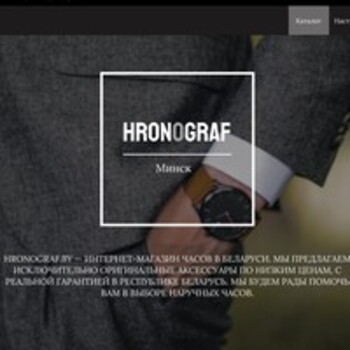 Каталог Наст
HRONOGRAF
Минск
HRONOGRAF.BY — ИНТЕРНЕТ-МАГАЗИН ЧАСОВ В БЕЛАРУСИ. МЫ ПРЕДЛАГАЕМ
ИСКЛЮЧИТЕЛЬНО ОРИГИНАЛЬНЫЕ АКСЕССУАРЫ ПО НИЗКИМ ЦЕНАМ, С
РЕАЛЬНОЙ ГАРАНТИЕЙ В РЕСПУБЛИКЕ БЕЛАРУСЬ. МЫ БУДЕМ РАДЫ ПОМОЧЬ
ВАМ В ВЫБОРЕ НАРУЧНЫХ ЧАСОВ.